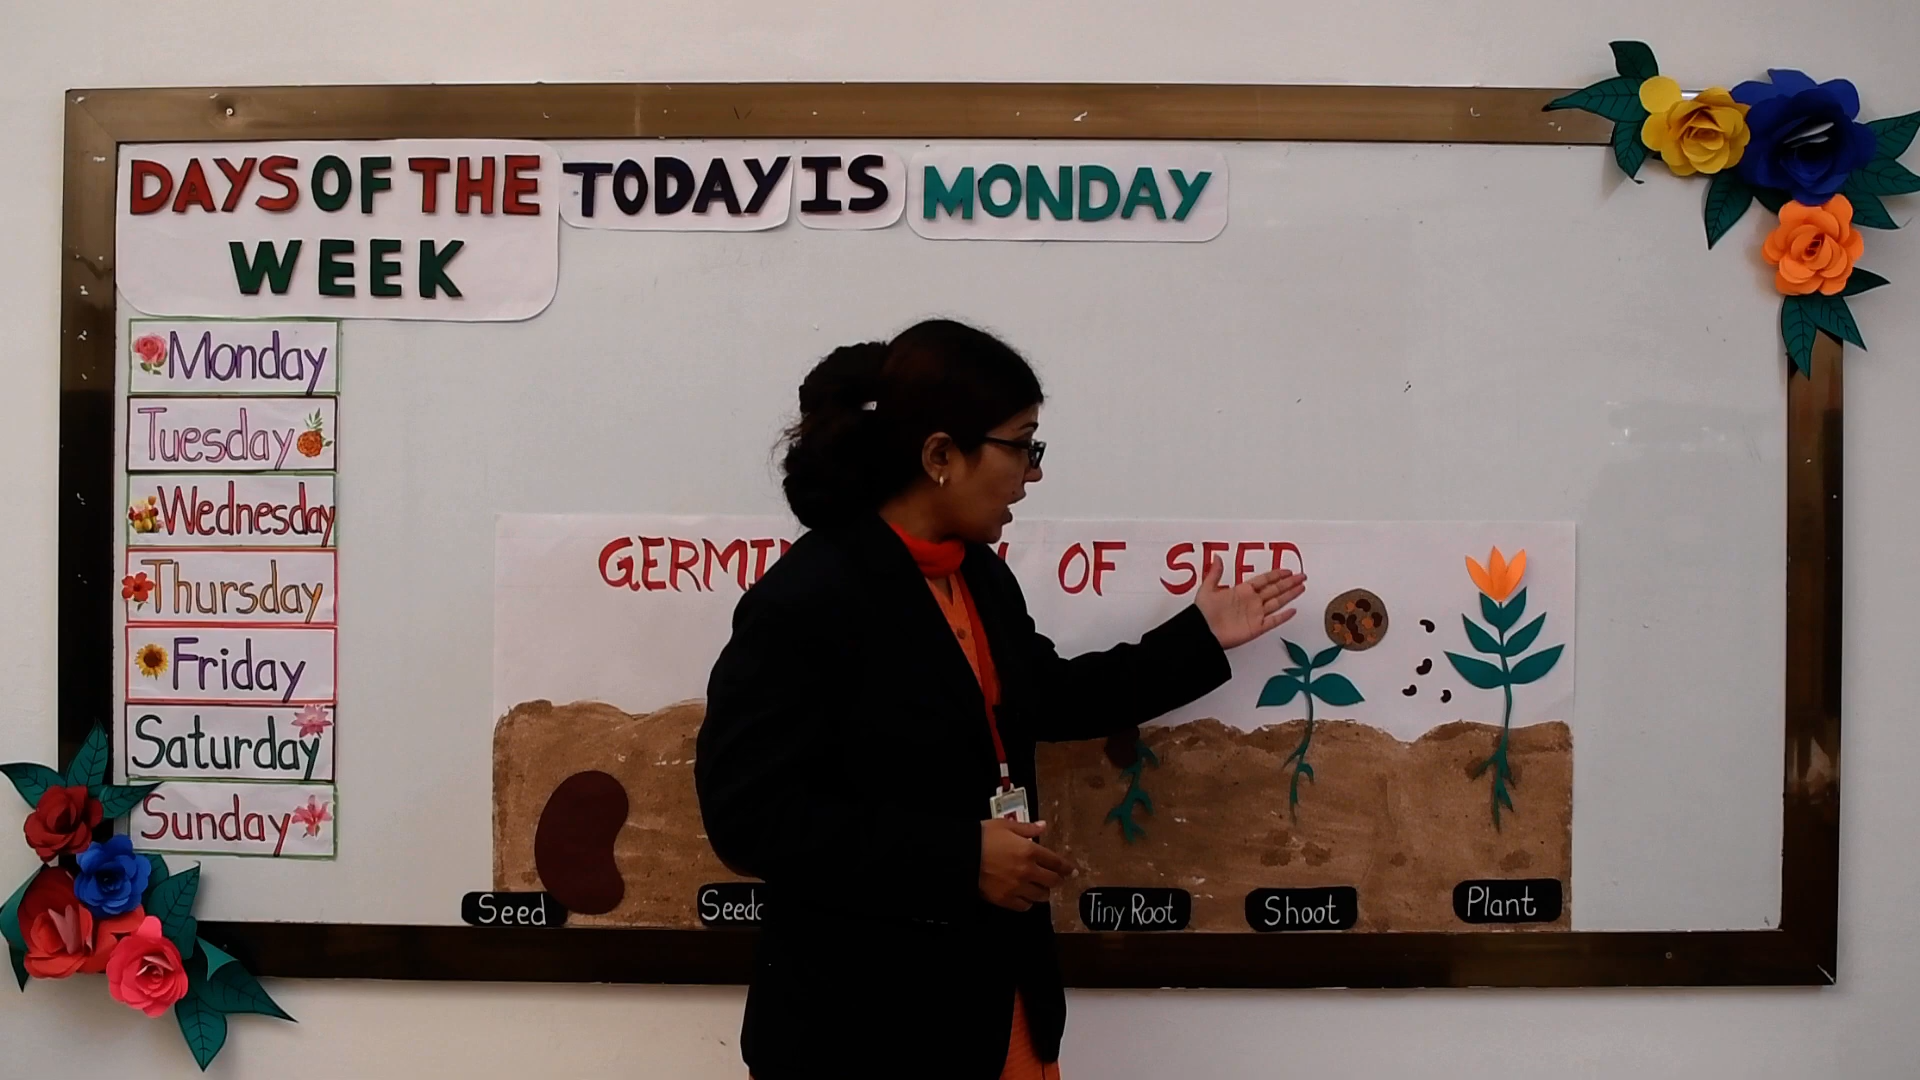 DAYS OF THE
WEEK
TODAY IS MONDAY
Monday
Tuesday
Wednesday
Thursday
Friday
Saturday
Sunday
OF SEED
Seed
Tiny Root
Shoot
Plant